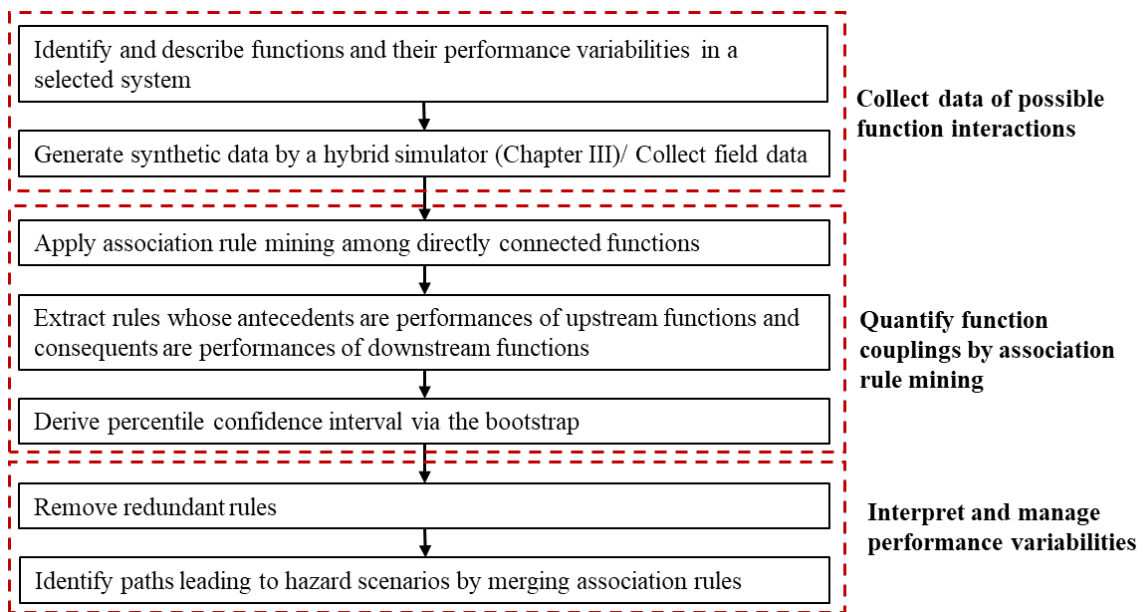 Identify and describe functions and their performance variabilities in a
selected system
Generate synthetic data by a hybrid simulator (Chapter III)/ Collect field data
Collect data of possible
function interactions
Apply association rule mining among directly connected functions
Extract rules whose antecedents are performances of upstream functions and
consequents are performances of downstream functions
Derive percentile confidence interval via the bootstrap
Quantify function
couplings by association
rule mining
Remove redundant rules
Identify paths leading to hazard scenarios by merging association rules
Interpret and manage
performance variabilities